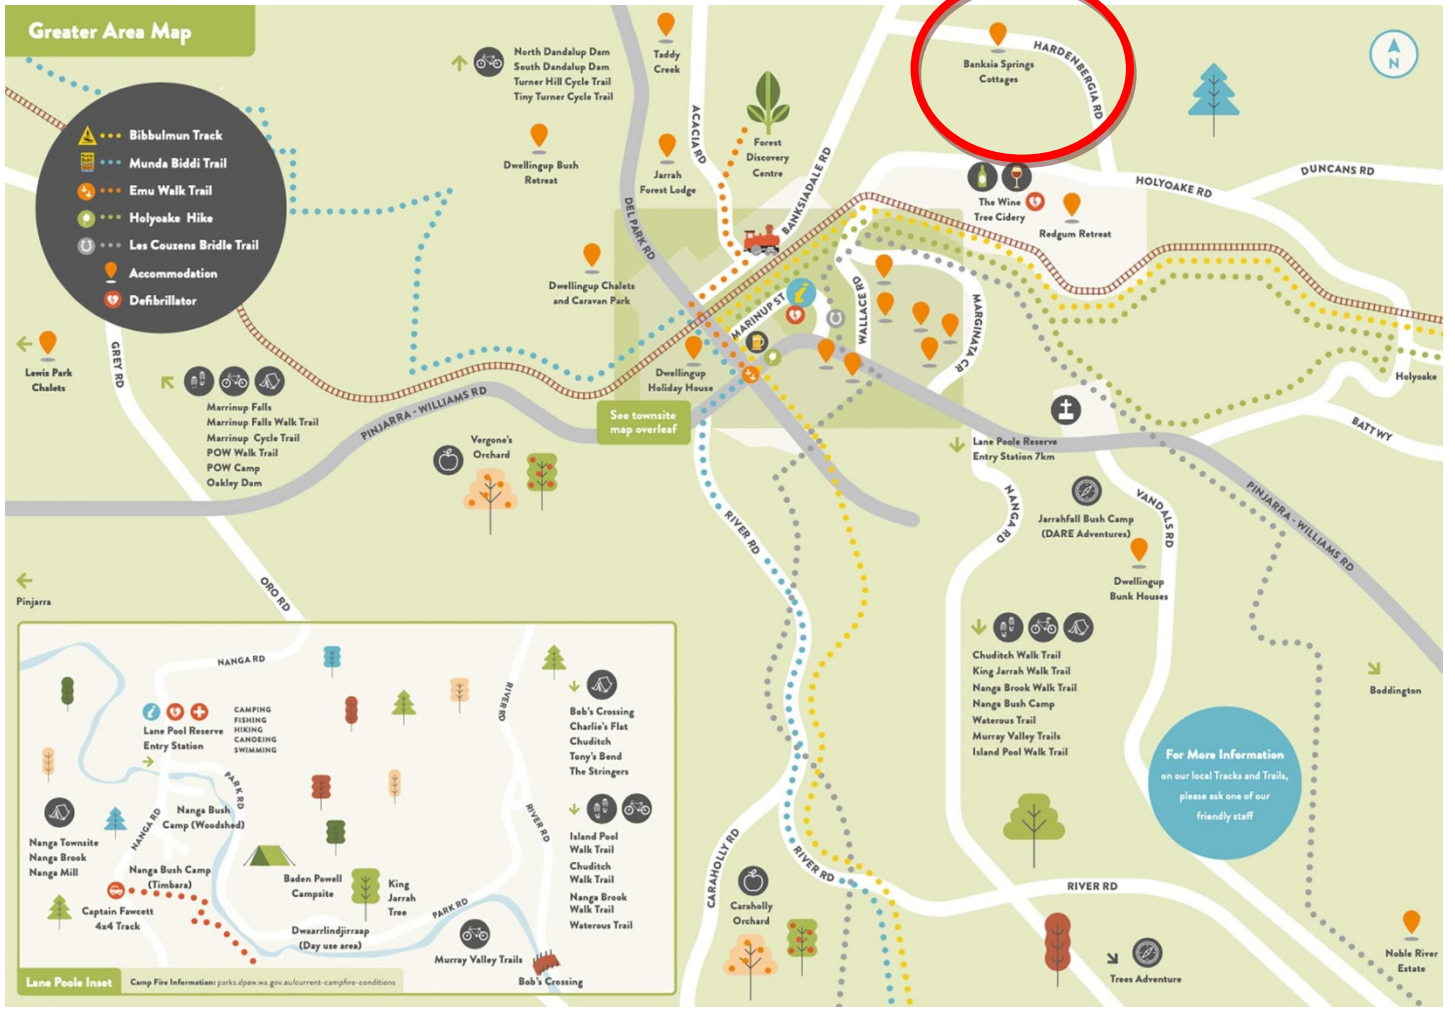 Greater Area Map
Bibbulmun Track
Munda Biddi Trail
Emu Walk Trail
Holyoake Hike
Les Couzens Bridle Trail
Accommodation
Defibrillator
North Dandalup Dam
South Dandalup Dam
Turner Hill Cycle Trail
Tiny Turner Cycle Trail
Taddy
Creek
Banksia Springs
Cottages
HARDENBERGIA RD
N
Dwellingup Bush
Retreat
Jarrah
Forest Lodge
ACACIA RD
Forest
Discovery
Centre
BANKSIADALE RD
DEL PARK RD
The Wine
Tree Cidery
Redgum Retreat
HOLYOAKE RD
DUNCANS RD
Dwellingup Chalets
and Caravan Park
MARINUP ST
WALLACE RD
MARGINATA CR
Lewis Park
Chalets
GREY RD
Marrinup Falls
Marrinup Falls Walk Trail
Marrinup Cycle Trail
POW Walk Trail
POW Camp
Oakley Dam
PINJARRA - WILLIAMS RD
Dwellingup
Holiday House
See townsite
map overleaf
Vergone's
Orchard
Holyoake
BATT WY
Lane Poole Reserve
Entry Station 7km
NANGA RD
Jarrahfall Bush Camp
(DARE Adventures)
VANDALS RD
PINJARRA - WILLIAMS RD
Dwellingup
Bunk Houses
RIVER RD
Pinjarra
ORO RD
Chuditch Walk Trail
King Jarrah Walk Trail
Nanga Brook Walk Trail
Nanga Bush Camp
Waterous Trail
Murray Valley Trails
Island Pool Walk Trail
Boddington
For More Information
on our local Tracks and Trails,
please ask one of our
friendly staff
CARAHOLLY RD
RIVER RD
RIVER RD
Caraholly
Orchard
Trees Adventure
Noble River
Estate
NANGA RD
RIVER RD
Lane Pool Reserve
Entry Station
CAMPING
FISHING
HIKING
CANOEING
SWIMMING
Bob's Crossing
Charlie's Flat
Chuditch
Tony's Bend
The Stringers
PARK RD
NANGA RD
Nanga Bush
Camp (Woodshed)
RIVER RD
Nanga Townsite
Nanga Brook
Nanga Mill
Nanga Bush Camp
(Timbara)
Captain Fawcett
4x4 Track
Baden Powell
Campsite
King
Jarrah
Tree
Island Pool
Walk Trail
Chuditch
Walk Trail
Nanga Brook
Walk Trail
Waterous Trail
Dwaarrlindjirraap
(Day use area)
PARK RD
Murray Valley Trails
Bob's Crossing
Lane Poole Inset
Camp Fire Information: parks.dpaw.wa.gov.au/current-campfire-conditions